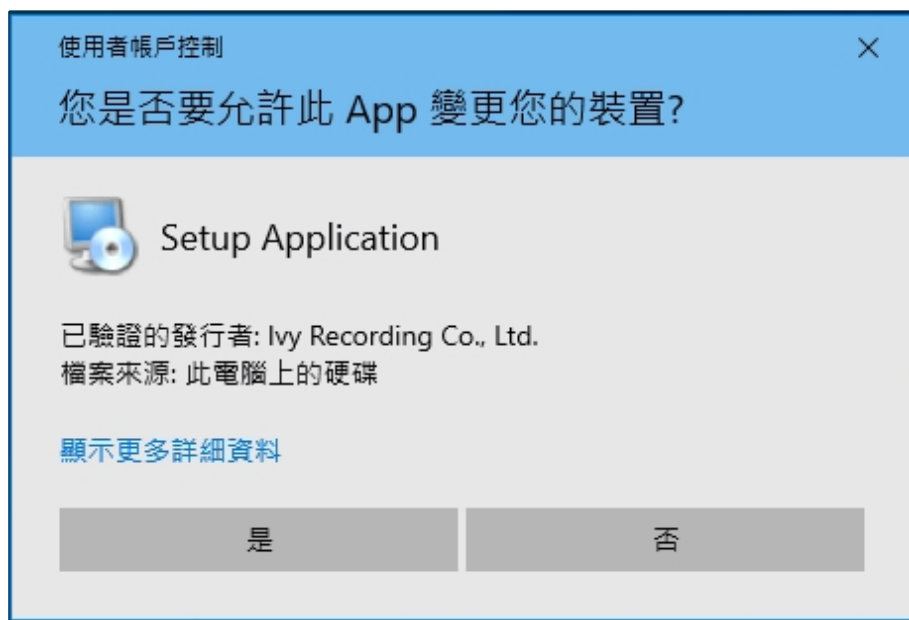 使用者帳戶控制
您是否要允許此 App 變更您的裝置?
Setup Application
已驗證的發行者: Ivy Recording Co., Ltd.
檔案來源: 此電腦上的硬碟
顯示更多詳細資料
是
否